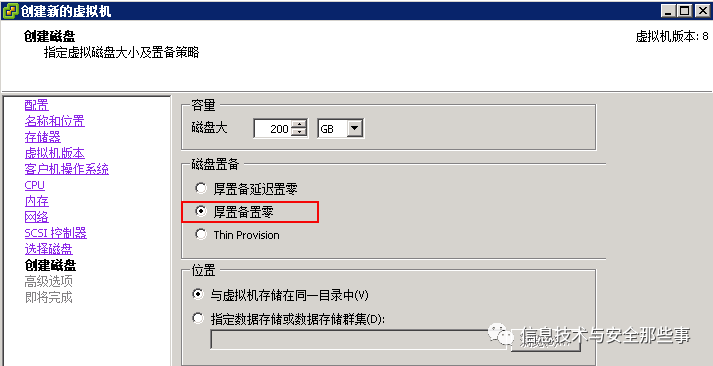 创建新的虚拟机
创建磁盘
指定虚拟磁盘大小及置备策略
虚拟机版本: 8
配置
名称和位置
存储器
虚拟机版本
客户机操作系统
CPU
内存
网络
SCSI 控制器
选择磁盘
创建磁盘
高级选项
即将完成
容量
磁盘大
200
GB
磁盘置备
厚置备延迟置零
厚置备置零
Thin Provision
位置
与虚拟机存储在同一目录中(V)
指定数据存储或数据存储群集(D):
信息技术与安全那些事